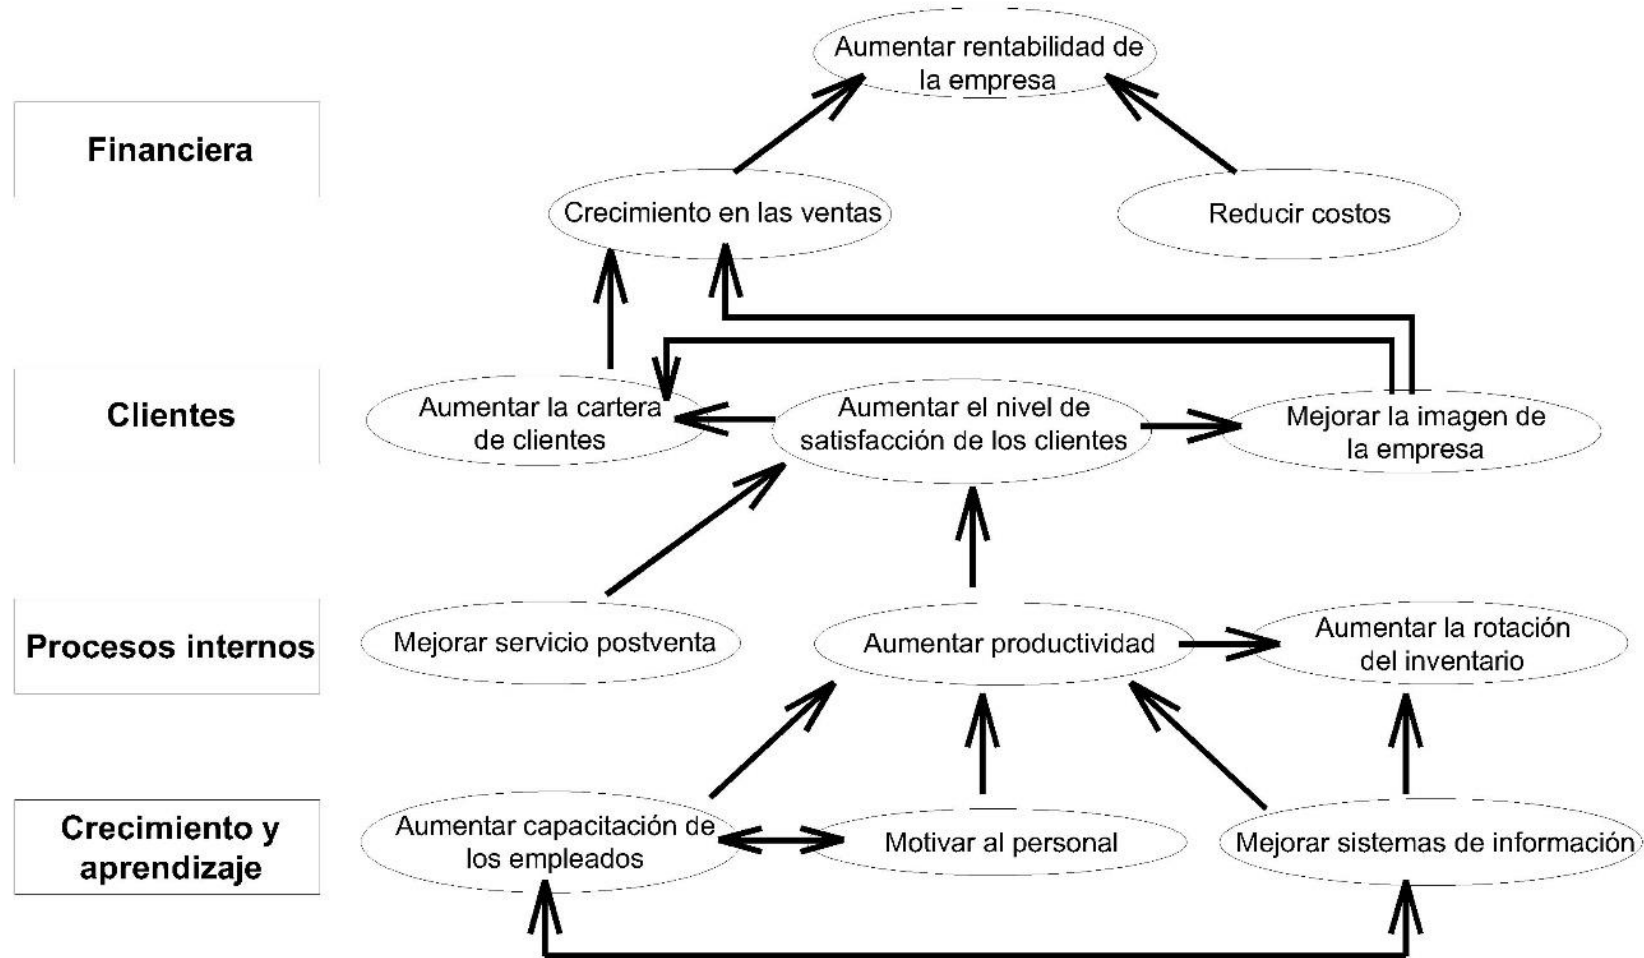 Aumentar rentabilidad de
la empresa
Financiera
Crecimiento en las ventas
Reducir costos
Clientes
Aumentar la cartera
de clientes
Aumentar el nivel de
satisfacción de los clientes
Mejorar la imagen de
la empresa
Procesos internos
Mejorar servicio postventa
Aumentar productividad
Aumentar la rotación
del inventario
Crecimiento y
aprendizaje
Aumentar capacitación de
los empleados
Motivar al personal
Mejorar sistemas de información